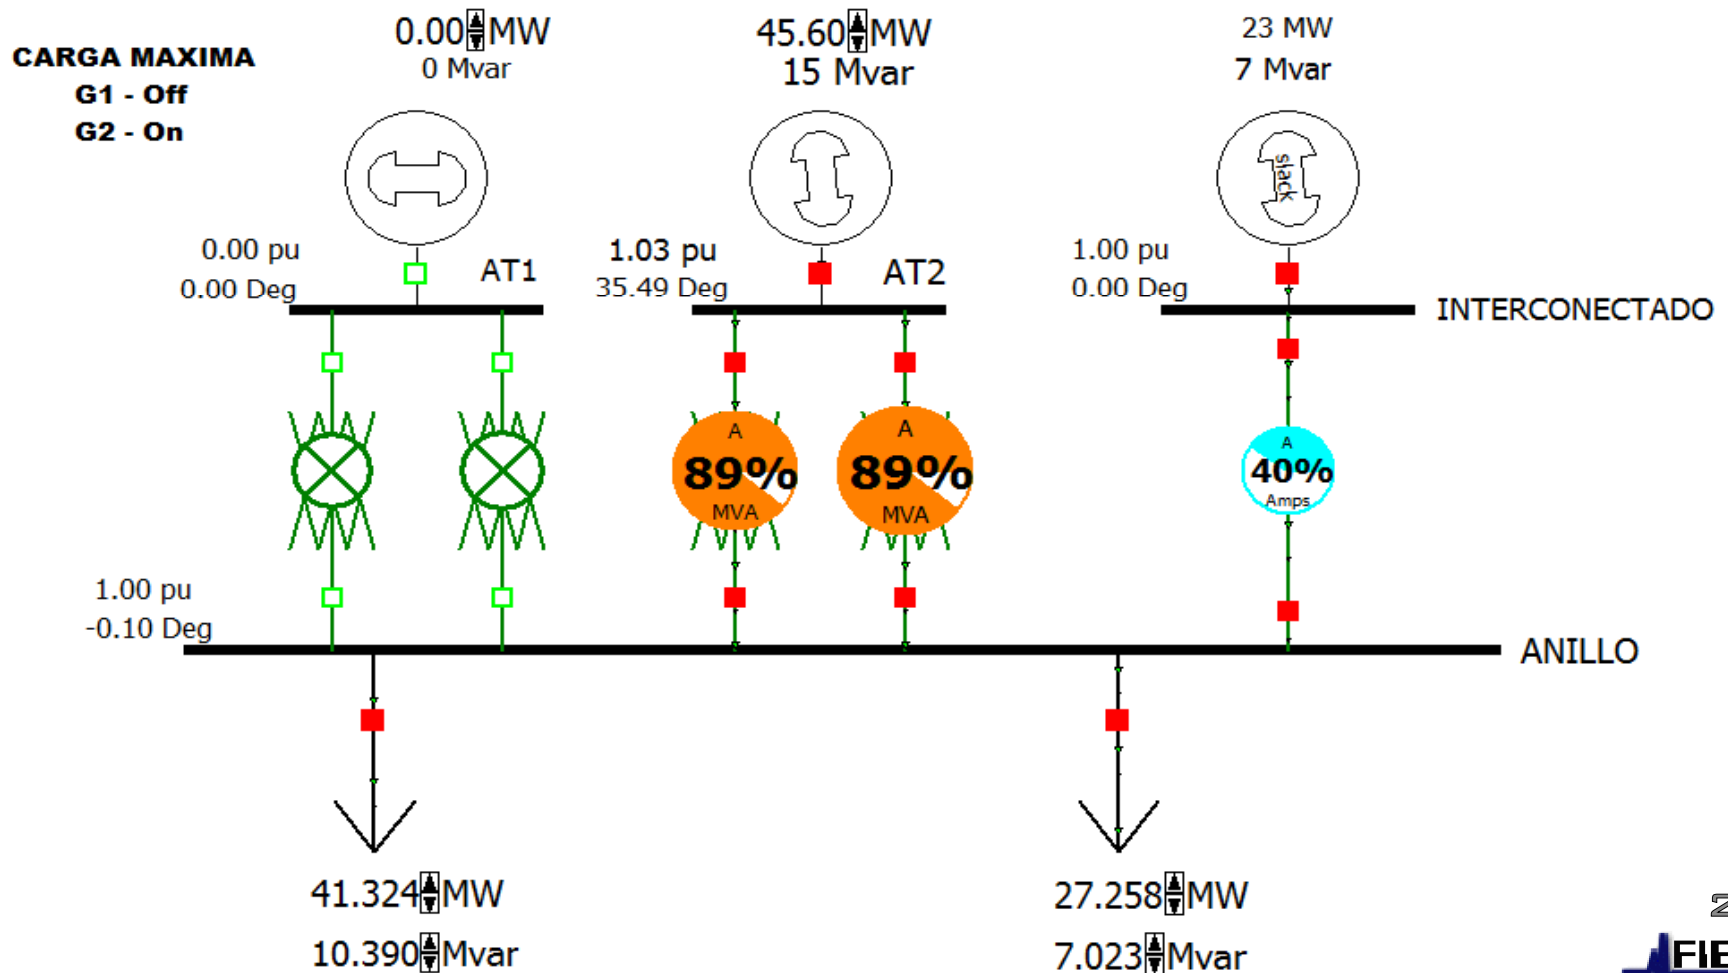 CARGA MAXIMA
G1 - Off
G2 - On
0.00 MW
0 Mvar
45.60 MW
15 Mvar
23 MW
7 Mvar
slack
0.00 pu
0.00 Deg
AT1
1.03 pu
35.49 Deg
AT2
1.00 pu
0.00 Deg
INTERCONECTADO
A
89%
MVA
A
89%
MVA
A
40%
Amps
1.00 pu
-0.10 Deg
ANILLO
41.324 MW
10.390 Mvar
27.258 MW
7.023 Mvar